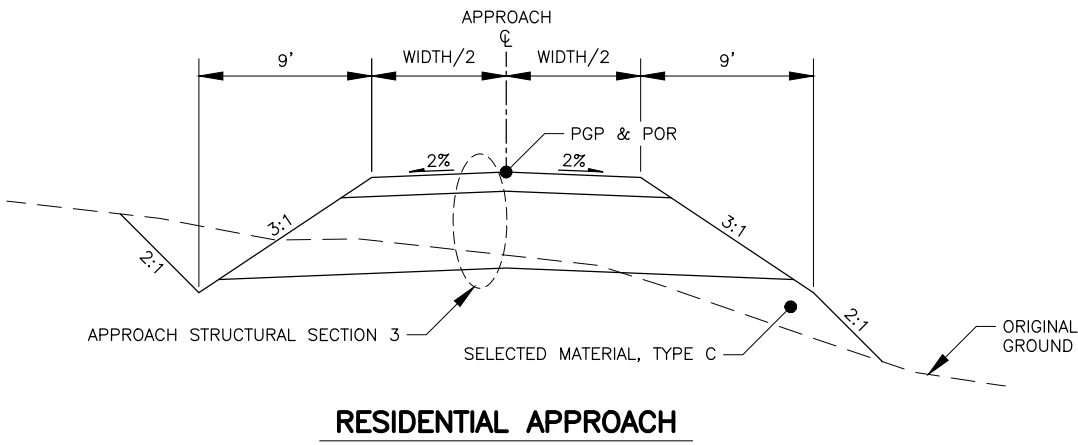 APPROACH
℄
9'
WIDTH/2
WIDTH/2
9'
PGP & POR
2%
2%
3:1
3:1
2:1
2:1
APPROACH STRUCTURAL SECTION 3
SELECTED MATERIAL, TYPE C
ORIGINAL
GROUND
RESIDENTIAL APPROACH